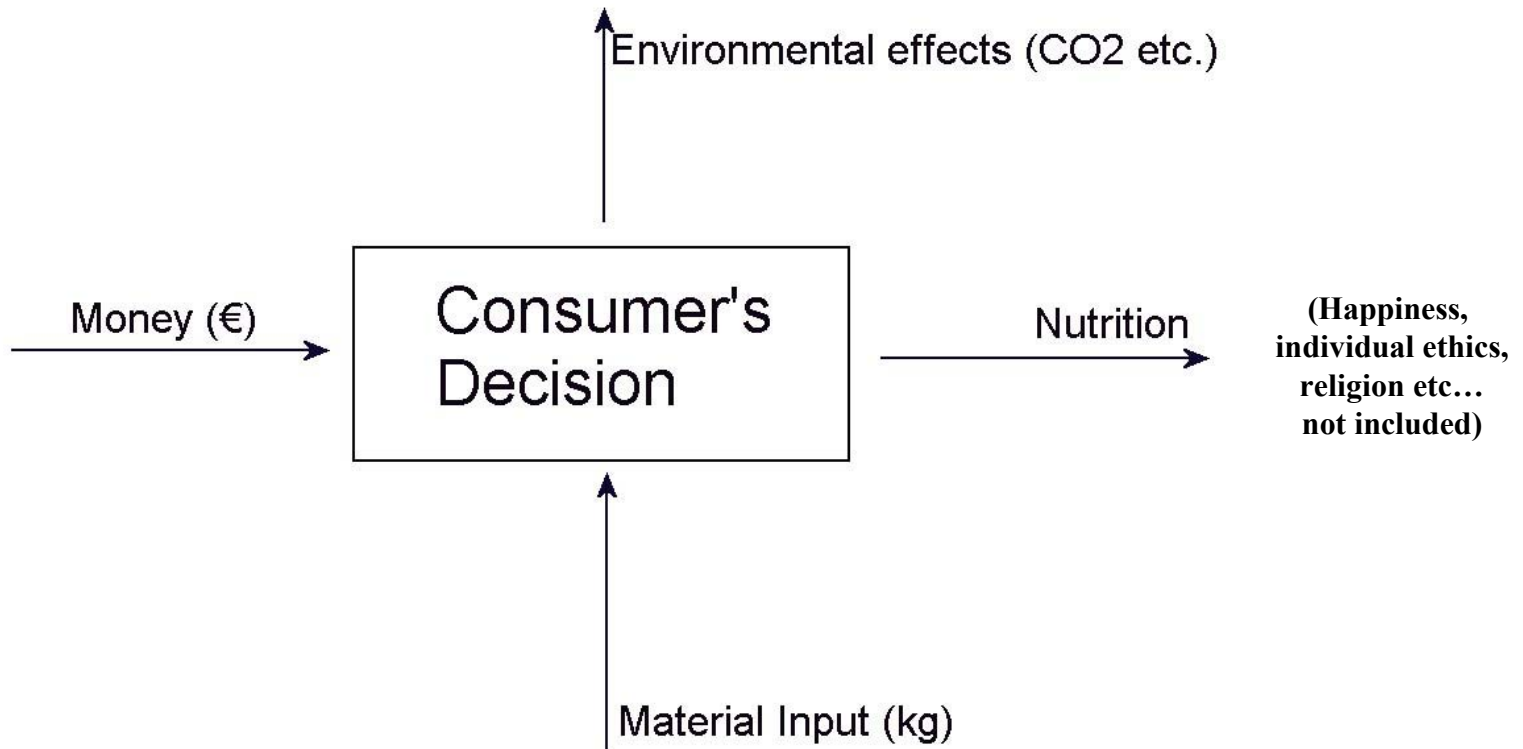 Environmental effects (CO2 etc.)
Money (€)
Consumer's
Decision
Nutrition
(Happiness,
individual ethics,
religion etc…
not included)
Material Input (kg)